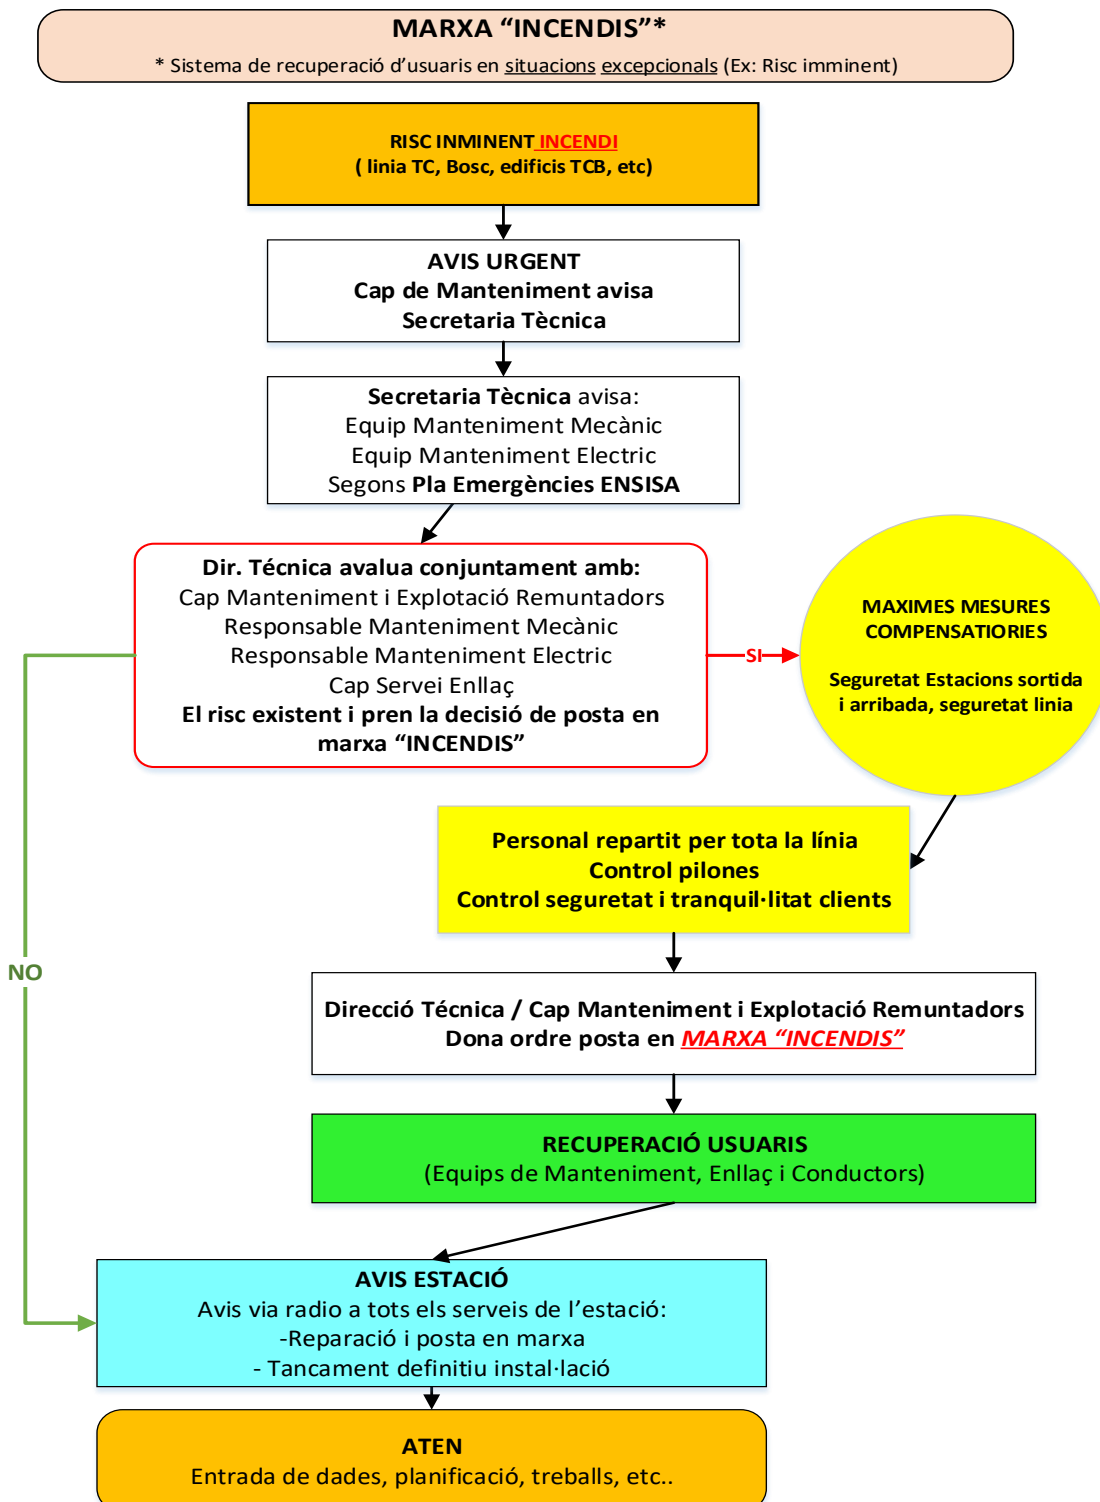 MARXA “INCENDIS”*
* Sistema de recuperació d’usuaris en situacions excepcionals (Ex: Risc imminent)
RISC INMINENT INCENDI
( linia TC, Bosc, edificis TCB, etc)
AVIS URGENT
Cap de Manteniment avisa
Secretaria Tècnica
Secretaria Tècnica avisa:
Equip Manteniment Mecànic
Equip Manteniment Electric
Segons Pla Emergències ENSISA
Dir. Técnica avalua conjuntament amb:
Cap Manteniment i Explotació Remuntadors
Responsable Manteniment Mecànic
Responsable Manteniment Electric
Cap Servei Enllaç
El risc existent i pren la decisió de posta en
marxa “INCENDIS”
SI
MAXIMES MESURES
COMPENSATIORIES
Seguretat Estacions sortida
i arribada, seguretat linia
Personal repartit per tota la línia
Control pilones
Control seguretat i tranquil·litat clients
NO
Direcció Técnica / Cap Manteniment i Explotació Remuntadors
Dona ordre posta en MARXA “INCENDIS”
RECUPERACIÓ USUARIS
(Equips de Manteniment, Enllaç i Conductors)
AVIS ESTACIÓ
Avis via radio a tots els serveis de l’estació:
-Reparació i posta en marxa
- Tancament definitiu instal·lació
ATEN
Entrada de dades, planificació, treballs, etc..